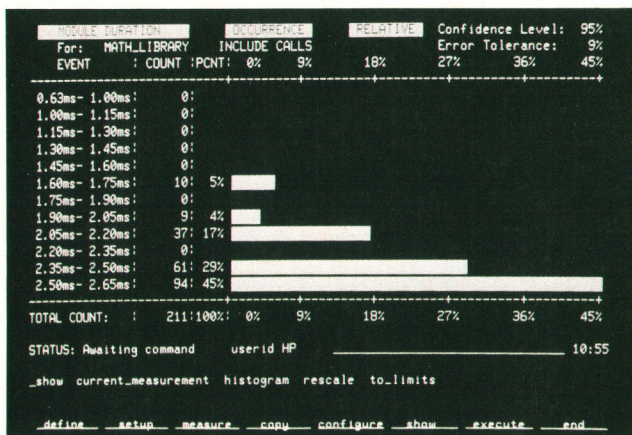 MODULE DURATION OCCURRENCE RELATIVE Confidence Level: 95%
For: MATH_LIBRARY INCLUDE CALLS Error Tolerance: 9%
EVENT : COUNT :PCNT: 0% 9% 18% 27% 36% 45%
0.63ms- 1.00ms: 0:
1.00ms- 1.15ms: 0:
1.15ms- 1.30ms: 0:
1.30ms- 1.45ms: 0:
1.45ms- 1.60ms: 0:
1.60ms- 1.75ms: 10: 5%
1.75ms- 1.90ms: 0:
1.90ms- 2.05ms: 9: 4%
2.05ms- 2.20ms: 37: 17%
2.20ms- 2.35ms: 0:
2.35ms- 2.50ms: 61: 29%
2.50ms- 2.65ms: 94: 45%
TOTAL COUNT: : 211:100%: 0% 9% 18% 27% 36% 45%
STATUS: Awaiting command userid HP 10:55
_show current_measurement histogram rescale to_limits
define setup measure copy configure show execute end